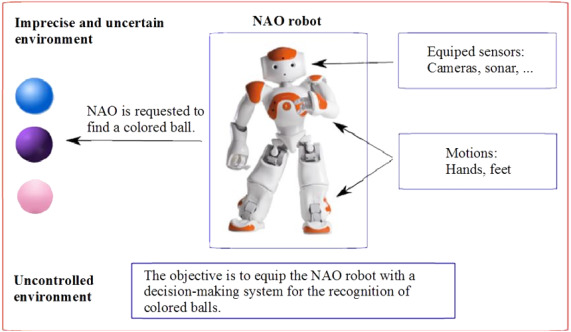 Imprecise and uncertain
environment
NAO robot
Equiped sensors:
Cameras, sonar, ...
NAO is requested to
find a colored ball.
Motions:
Hands, feet
Uncontrolled
environment
The objective is to equip the NAO robot with a
decision-making system for the recognition of
colored balls.